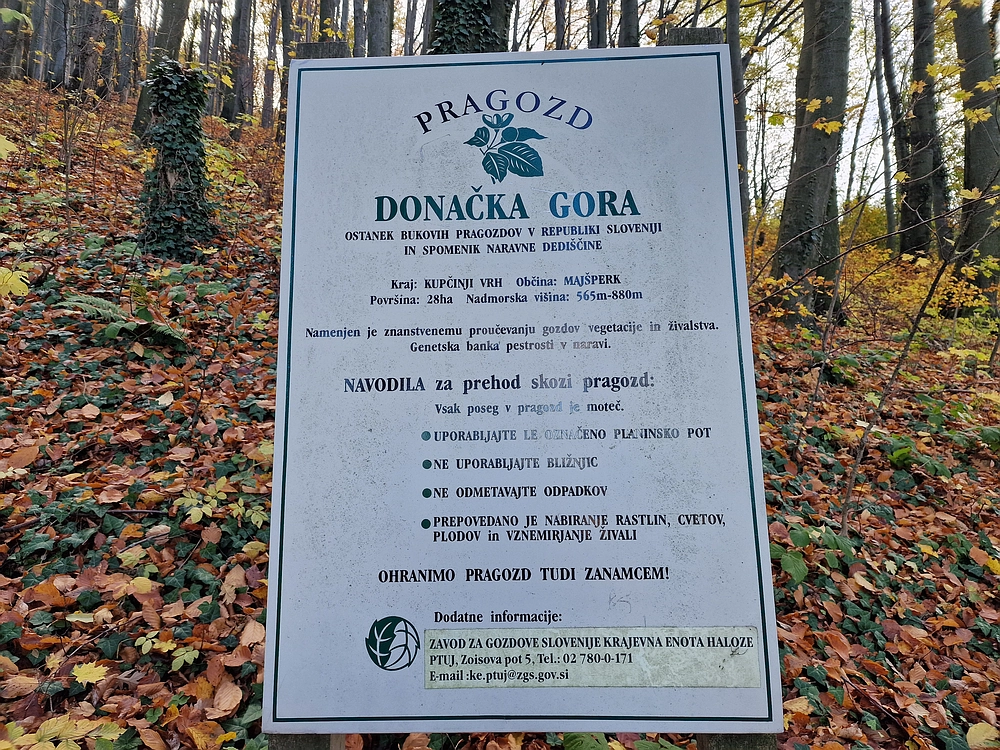 PRAGOZD
DONAČKA GORA
OSTANEK BUKOVIH PRAGOZDOV V REPUBLIKI SLOVENIJI
IN SPOMENIK NARAVNE DEDIŠČINE
Kraj: KUPČINJI VRH Občina: MAJŠPERK
Površina: 28ha Nadmorska višina: 565m-880m
Namenjen je znanstvenemu proučevanju gozdov vegetacije in živalstva.
Genetska banka pestrosti v naravi.
NAVODILA za prehod skozi pragozd:
Vsak poseg v pragozd je moteč.
UPORABLJAJTE LE OZNAČENO PLANINSKO POT
NE UPORABLJAJTE BLIŽNJIC
NE ODMETAVAJTE ODPADKOV
PREPOVEDANO JE NABIRANJE RASTLIN, CVETOV,
PLODOV in VZNEMIRJANJE ŽIVALI
OHRANIMO PRAGOZD TUDI ZANAMCEM!
Dodatne informacije:
ZAVOD ZA GOZDOVE SLOVENIJE KRAJEVNA ENOTA HALOZE
PTUJ, Zoisova pot 5, Tel.: 02 780-0-171
E-mail :ke.ptuj@zgs.gov.si